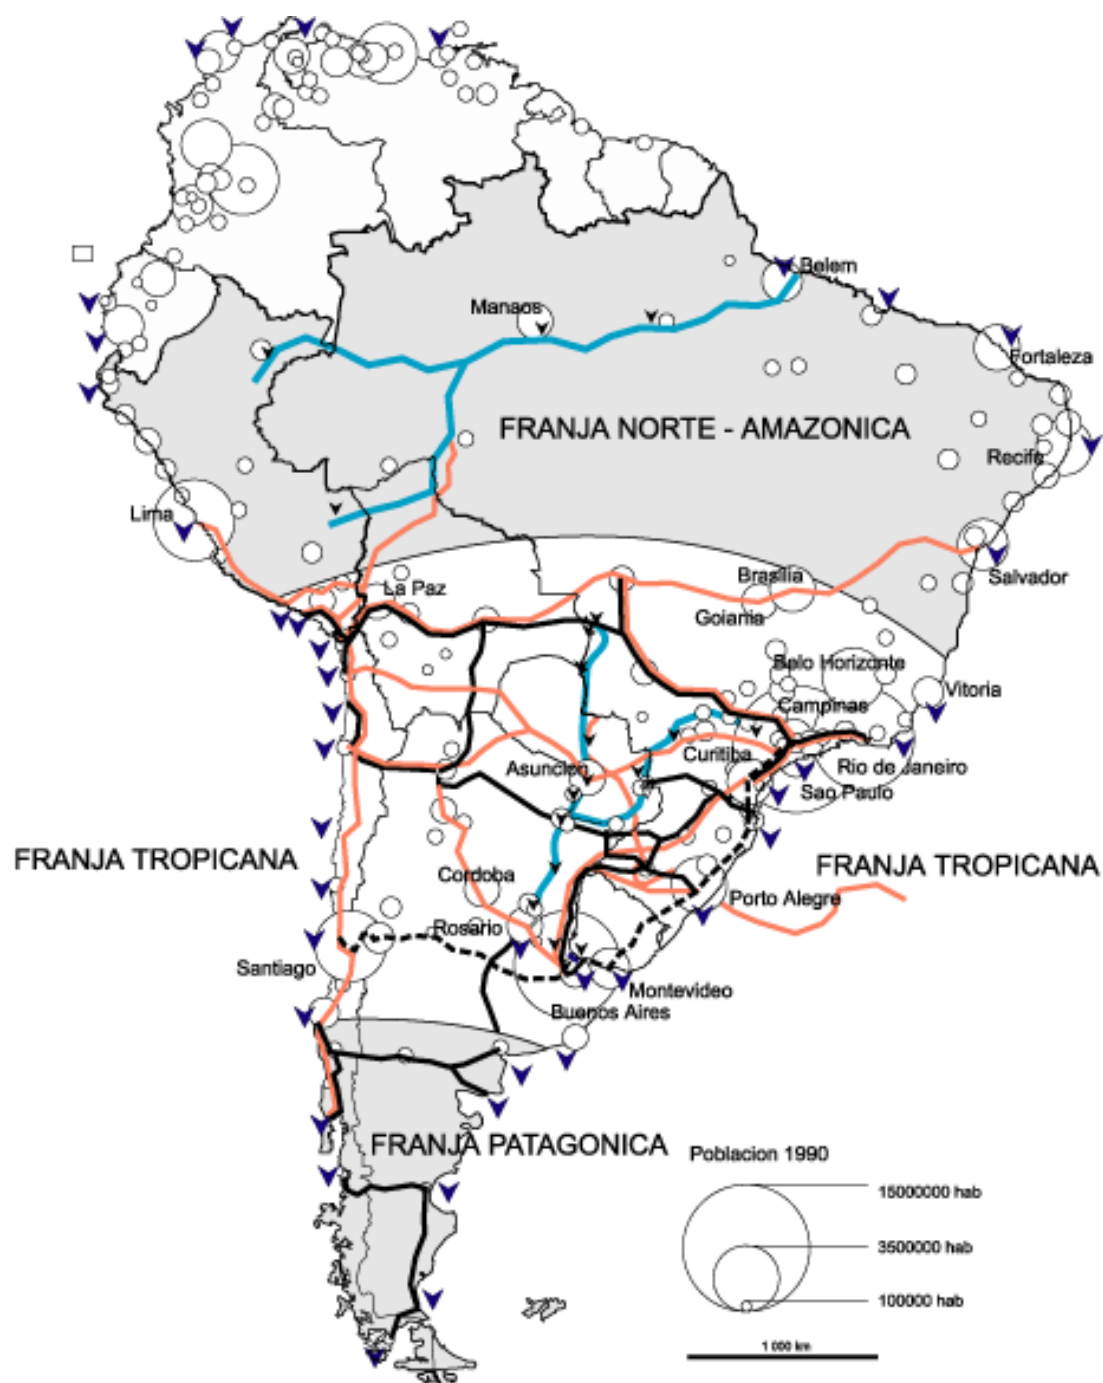 Belem
Manaos
Fortaleza
FRANJA NORTE - AMAZONICA
Recife
Lima
Brasilia
Salvador
La Paz
Goiania
Belo Horizonte
Vitoria
Campinas
Curitiba
Asuncion
Rio de Janeiro
Sao Paulo
FRANJA TROPICANA
FRANJA TROPICANA
Cordoba
Porto Alegre
Rosario
Santiago
Montevideo
Buenos Aires
FRANJA PATAGONICA
Poblacion 1990
15000000 hab
3500000 hab
100000 hab
1 000 km